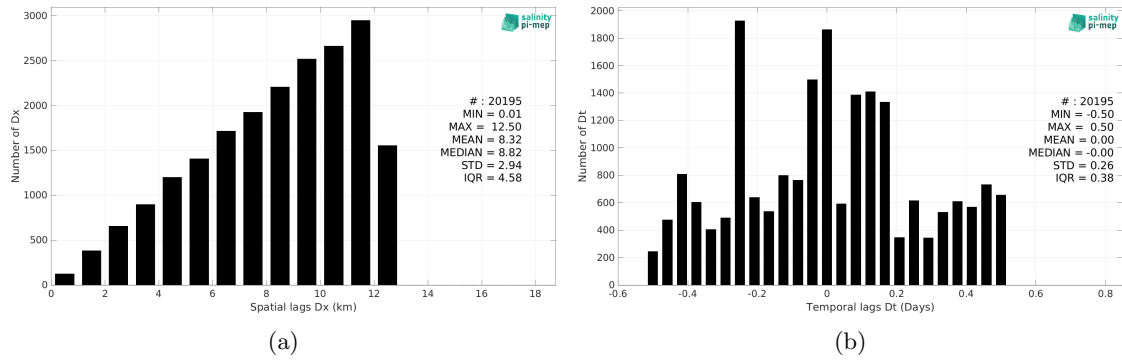 3000
2500
2000
1500
1000
500
0
Number of Dx
0 2 4 6 8 10 12 14 16 18
Spatial lags Dx (km)
salinity
pi-mep
# : 20195
MIN = 0.01
MAX = 12.50
MEAN = 8.32
MEDIAN = 8.82
STD = 2.94
IQR = 4.58
(a)
2000
1800
1600
1400
1200
1000
800
600
400
200
0
Number of Dt
-0.6 -0.4 -0.2 0 0.2 0.4 0.6 0.8
Temporal lags Dt (Days)
salinity
pi-mep
# : 20195
MIN = -0.50
MAX = 0.50
MEAN = 0.00
MEDIAN = -0.00
STD = 0.26
IQR = 0.38
(b)